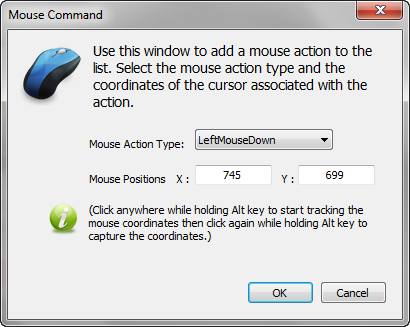 Mouse Command
Use this window to add a mouse action to the
list. Select the mouse action type and the
coordinates of the cursor associated with the
action.
Mouse Action Type: LeftMouseDown
Mouse Positions X : 745 Y : 699
(Click anywhere while holding Alt key to start tracking the
mouse coordinates then click again while holding Alt key to
capture the coordinates.)
OK Cancel